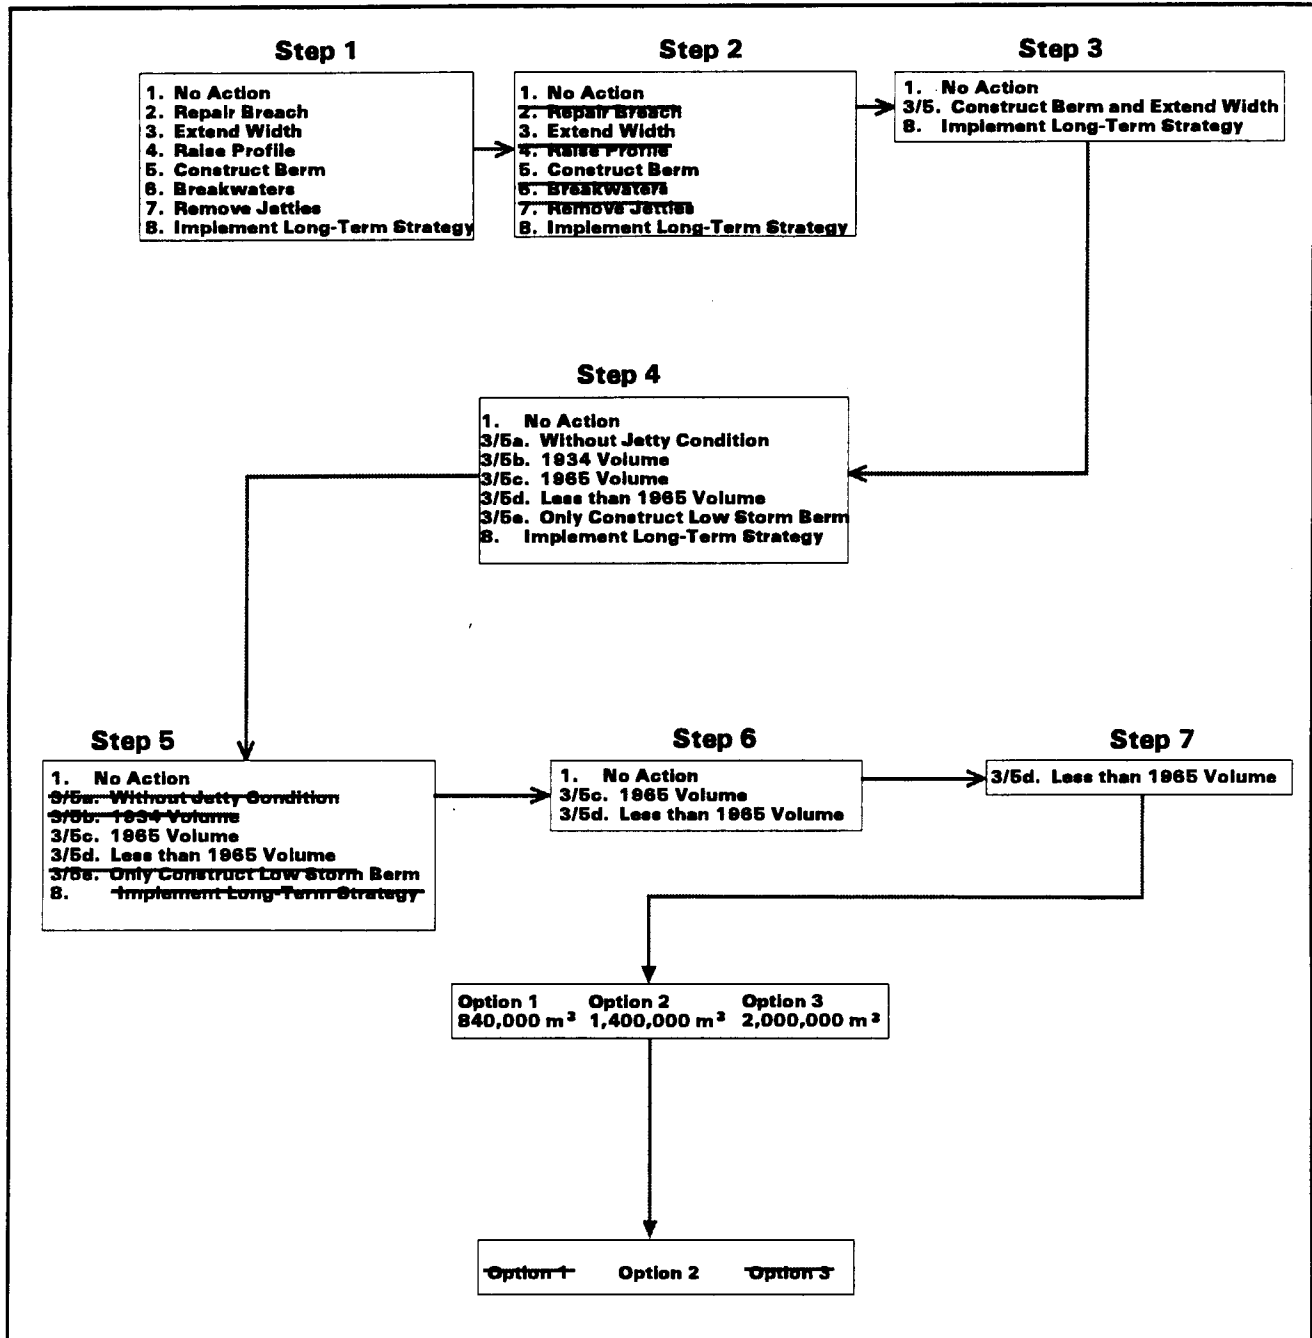 Step 1
1. No Action
2. Repair Breach
3. Extend Width
4. Raise Profile
5. Construct Berm
6. Breakwaters
7. Remove Jetties
8. Implement Long-Term Strategy
Step 2
1. No Action
2. Repair Breach
3. Extend Width
4. Raise Profile
5. Construct Berm
6. Breakwaters
7. Remove Jetties
8. Implement Long-Term Strategy
Step 3
1. No Action
3/5. Construct Berm and Extend Width
8. Implement Long-Term Strategy
Step 4
1. No Action
3/5a. Without Jetty Condition
3/5b. 1934 Volume
3/5c. 1965 Volume
3/5d. Less than 1965 Volume
3/5e. Only Construct Low Storm Berm
8. Implement Long-Term Strategy
Step 5
1. No Action
3/5a. Without Jetty Condition
3/5b. 1934 Volume
3/5c. 1965 Volume
3/5d. Less than 1965 Volume
3/5e. Only Construct Low Storm Berm
8. Implement Long-Term Strategy
Step 6
1. No Action
3/5c. 1965 Volume
3/5d. Less than 1965 Volume
Step 7
3/5d. Less than 1965 Volume
Option 1 Option 2 Option 3
840,000 m³ 1,400,000 m³ 2,000,000 m³
Option 1 Option 2 Option 3